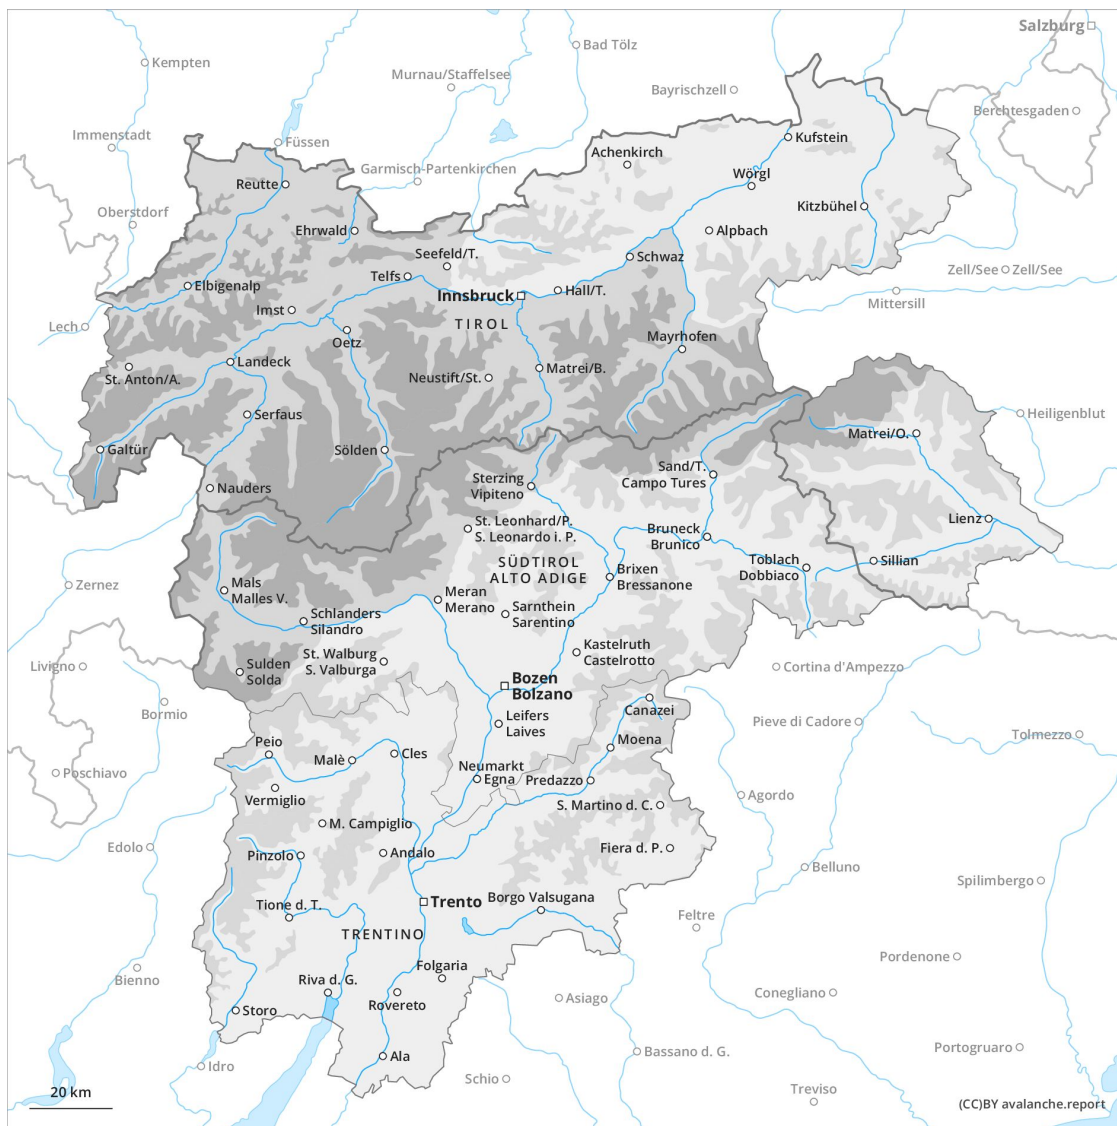 Salzburg
Bad Tölz
Kempten
Murnau/Staffelsee
Bayrischzell
Berchtesgaden
Immenstadt
Füssen
Kufstein
Achenkirch
Garmisch-Partenkirchen
Wörgl
Reutte
Kitzbühel
Oberstdorf
Ehrwald
Alpbach
Seefeld/T.
Schwaz
Telfs
Zell/See
Zell/See
Elbigenalp
Hall/T.
Innsbruck
Mittersill
Imst
TIROL
Lech
Oetz
Mayrhofen
Landeck
Matrei/B.
St. Anton/A.
Neustift/St.
Serfaus
Heiligenblut
Matrei/O.
Galtür
Sölden
Sand/T.
Campo Tures
Sterzing
Vipiteno
Nauders
Lienz
St. Leonhard/P.
S. Leonardo i. P.
Bruneck
Brunico
SÜDTIROL
ALTO ADIGE
Toblach
Dobbiaco
Sillian
Brixen
Bressanone
Zernez
Mals
Malles V.
Meran
Merano
Schlanders
Silandro
Sarnthein
Sarentino
Kastelruth
Castelrotto
St. Walburg
S. Valburga
Livigno
Sulden
Solda
Cortina d'Ampezzo
Bozen
Bolzano
Bormio
Canazei
Leifers
Laives
Pieve di Cadore
Tolmezzo
Peio
Moena
Malè
Cles
Poschiavo
Neumarkt
Egna
Predazzo
Vermiglio
S. Martino d. C.
Agordo
M. Campiglio
Edolo
Pinzolo
Andalo
Fiera d. P.
Belluno
Spilimbergo
Tione d. T.
Trento
Borgo Valsugana
Feltre
TRENTINO
Pordenone
Bienno
Folgaria
Riva d. G.
Rovereto
Asiago
Conegliano
Storo
Portogruaro
Ala
Bassano d. G.
Idro
Schio
Treviso
20 km
(CC)BY avalanche.report